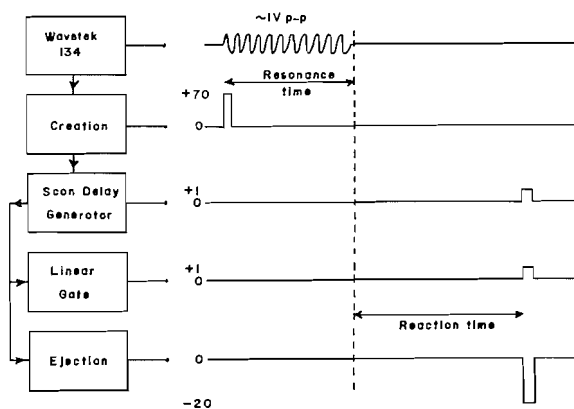 Wavetek
134
~1V p-p
Resonance
time
Creation
+70
0
Scan Delay
Generator
+1
0
Linear
Gate
+1
0
Reaction time
Ejection
0
-20